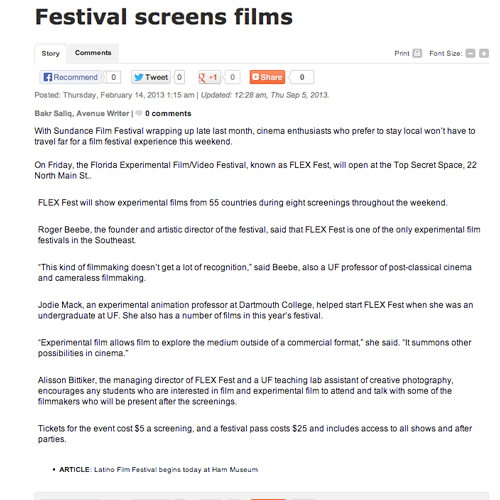 Festival screens films
Story Comments Print Font Size:
Recommend 0 Tweet 0 +1 0 Share 0
Posted: Thursday, February 14, 2013 1:15 am | Updated: 12:28 am, Thu Sep 5, 2013.
Bakr Saliq, Avenue Writer | 0 comments
With Sundance Film Festival wrapping up late last month, cinema enthusiasts who prefer to stay local won't have to
travel far for a film festival experience this weekend.
On Friday, the Florida Experimental Film/Video Festival, known as FLEX Fest, will open at the Top Secret Space, 22
North Main St..
FLEX Fest will show experimental films from 55 countries during eight screenings throughout the weekend.
Roger Beebe, the founder and artistic director of the festival, said that FLEX Fest is one of the only experimental film
festivals in the Southeast.
“This kind of filmmaking doesn't get a lot of recognition,” said Beebe, also a UF professor of post-classical cinema
and cameraless filmmaking.
Jodie Mack, an experimental animation professor at Dartmouth College, helped start FLEX Fest when she was an
undergraduate at UF. She also has a number of films in this year's festival.
“Experimental film allows film to explore the medium outside of a commercial format,” she said. “It summons other
possibilities in cinema.”
Alisson Bittiker, the managing director of FLEX Fest and a UF teaching lab assistant of creative photography,
encourages any students who are interested in film and experimental film to attend and talk with some of the
filmmakers who will be present after the screenings.
Tickets for the event cost $5 a screening, and a festival pass costs $25 and includes access to all shows and after
parties.
• ARTICLE: Latino Film Festival begins today at Harn Museum